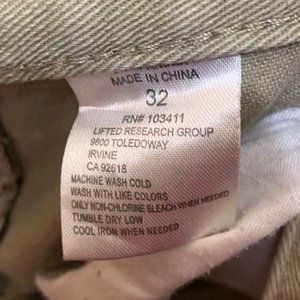 MADE IN CHINA
32
RN# 103411
LIFTED RESEARCH GROUP
9800 TOLEDOWAY
IRVINE
CA 92618
MACHINE WASH COLD
WASH WITH LIKE COLORS
ONLY NON-CHLORINE BLEACH WHEN NEEDED
TUMBLE DRY LOW
COOL IRON WHEN NEEDED